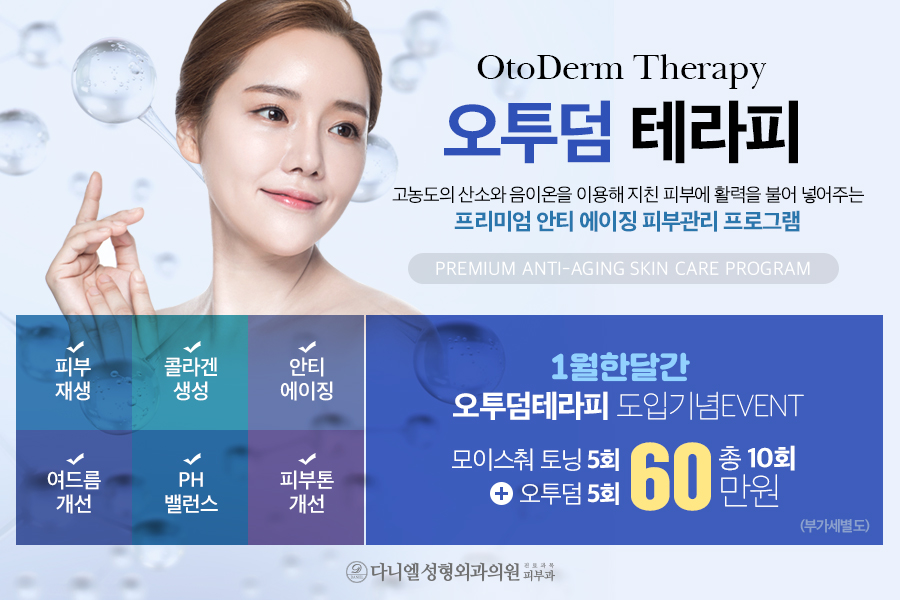 OtoDerm Therapy
오투덤 테라피
고농도의 산소와 음이온을 이용해 지친 피부에 활력을 불어 넣어주는
프리미엄 안티 에이징 피부관리 프로그램
PREMIUM ANTI-AGING SKIN CARE PROGRAM
피부
재생
콜라겐
생성
안티
에이징
여드름
개선
PH
밸런스
피부톤
개선
1월한달간
오투덤테라피 도입기념EVENT
모이스춰 토닝 5회
+ 오투덤 5회
60
총 10회
만원
(부가세별도)
다니엘성형외과의원
진료과목
피부과